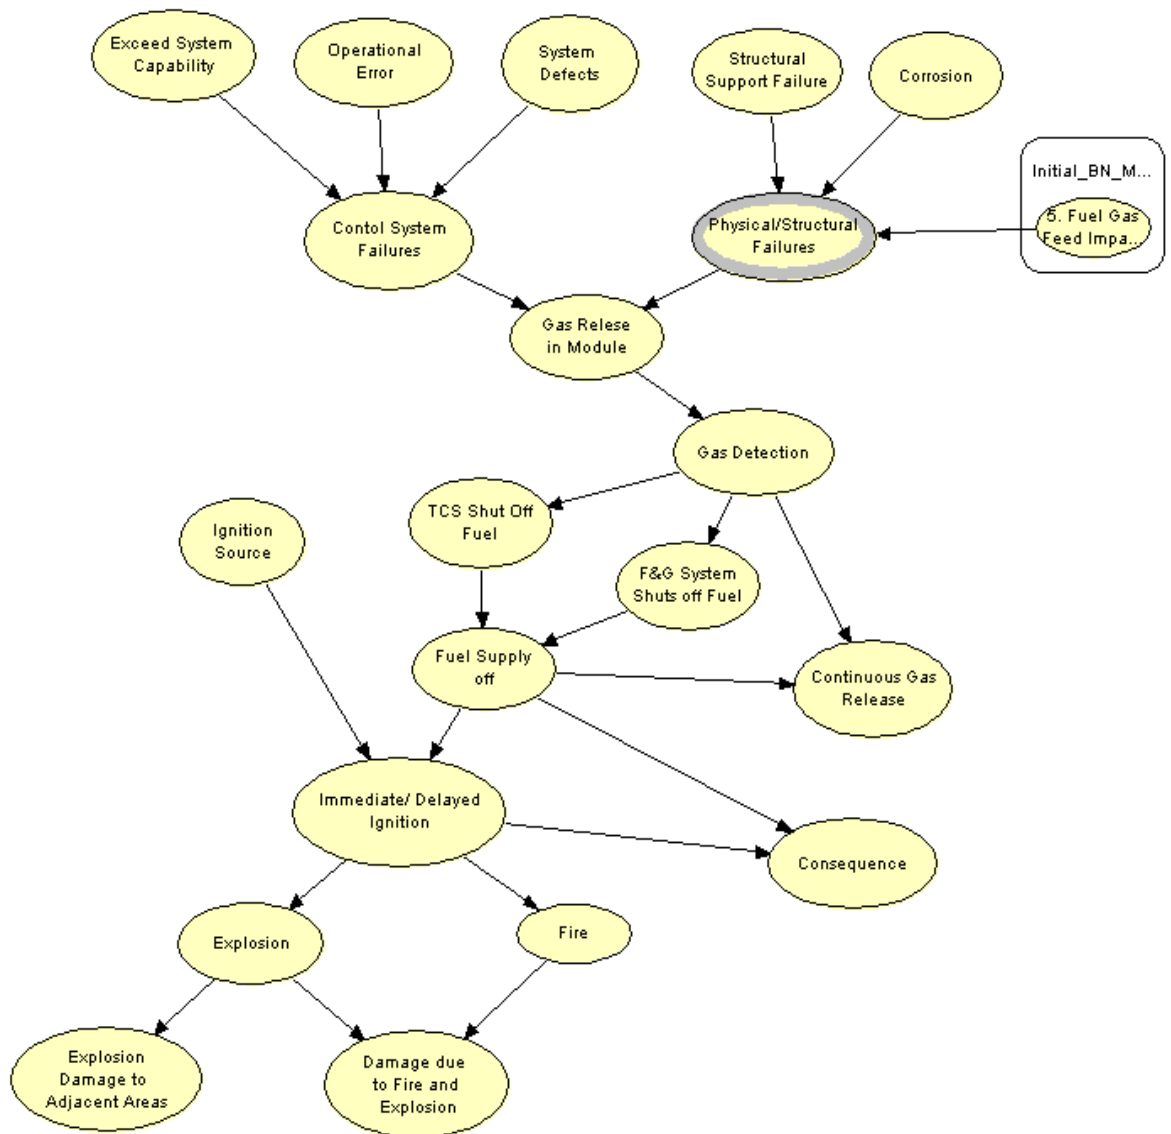 Exceed System
Capability
Operational
Error
System
Defects
Structural
Support Failure
Corrosion
Initial_BN_M...
5. Fuel Gas
Feed Impa...
Contol System
Failures
Physical/Structural
Failures
Gas Relese
in Module
Gas Detection
TCS Shut Off
Fuel
Ignition
Source
F&G System
Shuts off Fuel
Fuel Supply
off
Continuous Gas
Release
Immediate/ Delayed
Ignition
Consequence
Explosion
Fire
Explosion
Damage to
Adjacent Areas
Damage due
to Fire and
Explosion